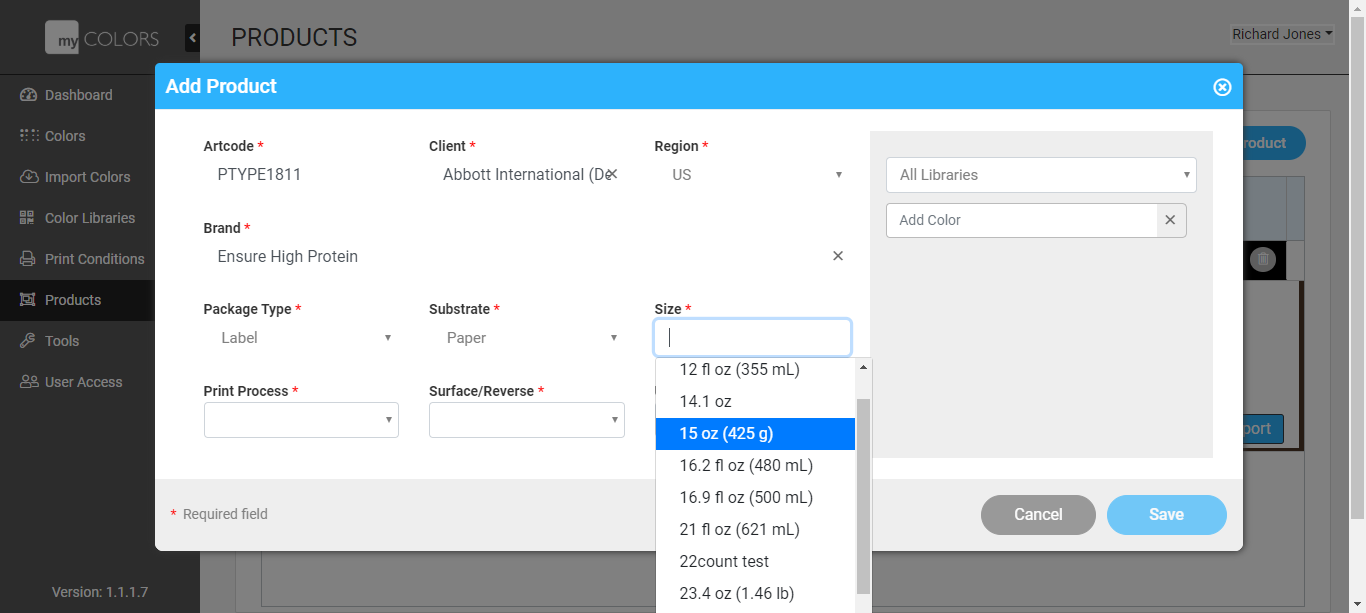 my COLORS
PRODUCTS
Richard Jones
Dashboard
Colors
Import Colors
Color Libraries
Print Conditions
Products
Tools
User Access
Version: 1.1.1.7
Add Product
Artcode *
PTYPE1811
Client *
Abbott International (De
Region *
US
Brand *
Ensure High Protein
Package Type *
Label
Substrate *
Paper
Size *
12 fl oz (355 mL)
14.1 oz
15 oz (425 g)
16.2 fl oz (480 mL)
16.9 fl oz (500 mL)
21 fl oz (621 mL)
22count test
23.4 oz (1.46 lb)
Print Process *
Surface/Reverse *
All Libraries
Add Color
roduct
port
* Required field
Cancel
Save